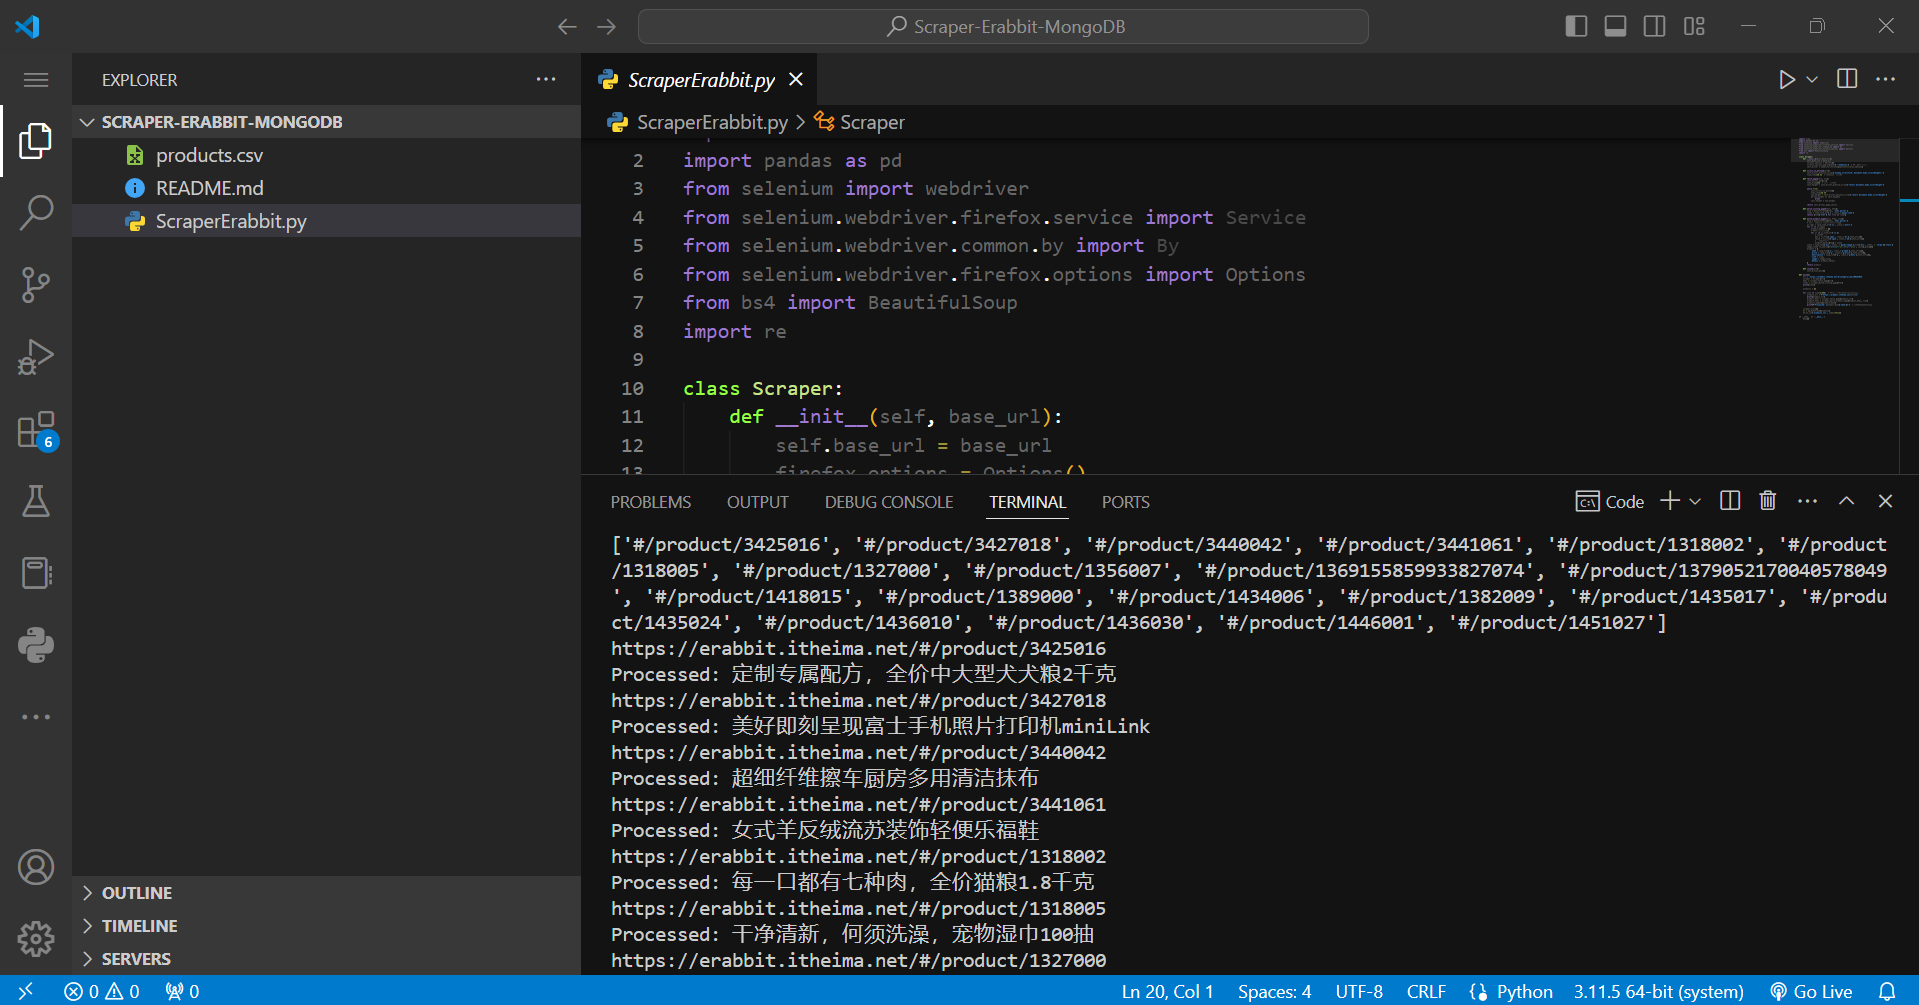 Scraper-Erabbit-MongoDB
EXPLORER
SCRAPER-ERABBIT-MONGODB
products.csv
README.md
ScraperErabbit.py
6
OUTLINE
TIMELINE
SERVERS
ScraperErabbit.py
ScraperErabbit.py > Scraper
2 import pandas as pd
3 from selenium import webdriver
4 from selenium.webdriver.firefox.service import Service
5 from selenium.webdriver.common.by import By
6 from selenium.webdriver.firefox.options import Options
7 from bs4 import BeautifulSoup
8 import re
9
10 class Scraper:
11 def __init__(self, base_url):
12 self.base_url = base_url
13 firefox_options = Options()
PROBLEMS OUTPUT DEBUG CONSOLE TERMINAL PORTS Code
['#/product/3425016', '#/product/3427018', '#/product/3440042', '#/product/3441061', '#/product/1318002', '#/product
/1318005', '#/product/1327000', '#/product/1356007', '#/product/1369155859933827074', '#/product/1379052170040578049
', '#/product/1418015', '#/product/1389000', '#/product/1434006', '#/product/1382009', '#/product/1435017', '#/produ
ct/1435024', '#/product/1436010', '#/product/1436030', '#/product/1446001', '#/product/1451027']
https://erabbit.itheima.net/#/product/3425016
Processed: 定制专属配方，全价中大型犬犬粮2千克
https://erabbit.itheima.net/#/product/3427018
Processed: 美好即刻呈现富士手机照片打印机miniLink
https://erabbit.itheima.net/#/product/3440042
Processed: 超细纤维擦车厨房多用清洁抹布
https://erabbit.itheima.net/#/product/3441061
Processed: 女式羊反绒流苏装饰轻便乐福鞋
https://erabbit.itheima.net/#/product/1318002
Processed: 每一口都有七种肉，全价猫粮1.8千克
https://erabbit.itheima.net/#/product/1318005
Processed: 干净清新，何须洗澡，宠物湿巾100抽
https://erabbit.itheima.net/#/product/1327000
0 0 0 Ln 20, Col 1 Spaces: 4 UTF-8 CRLF Python 3.11.5 64-bit (system) Go Live